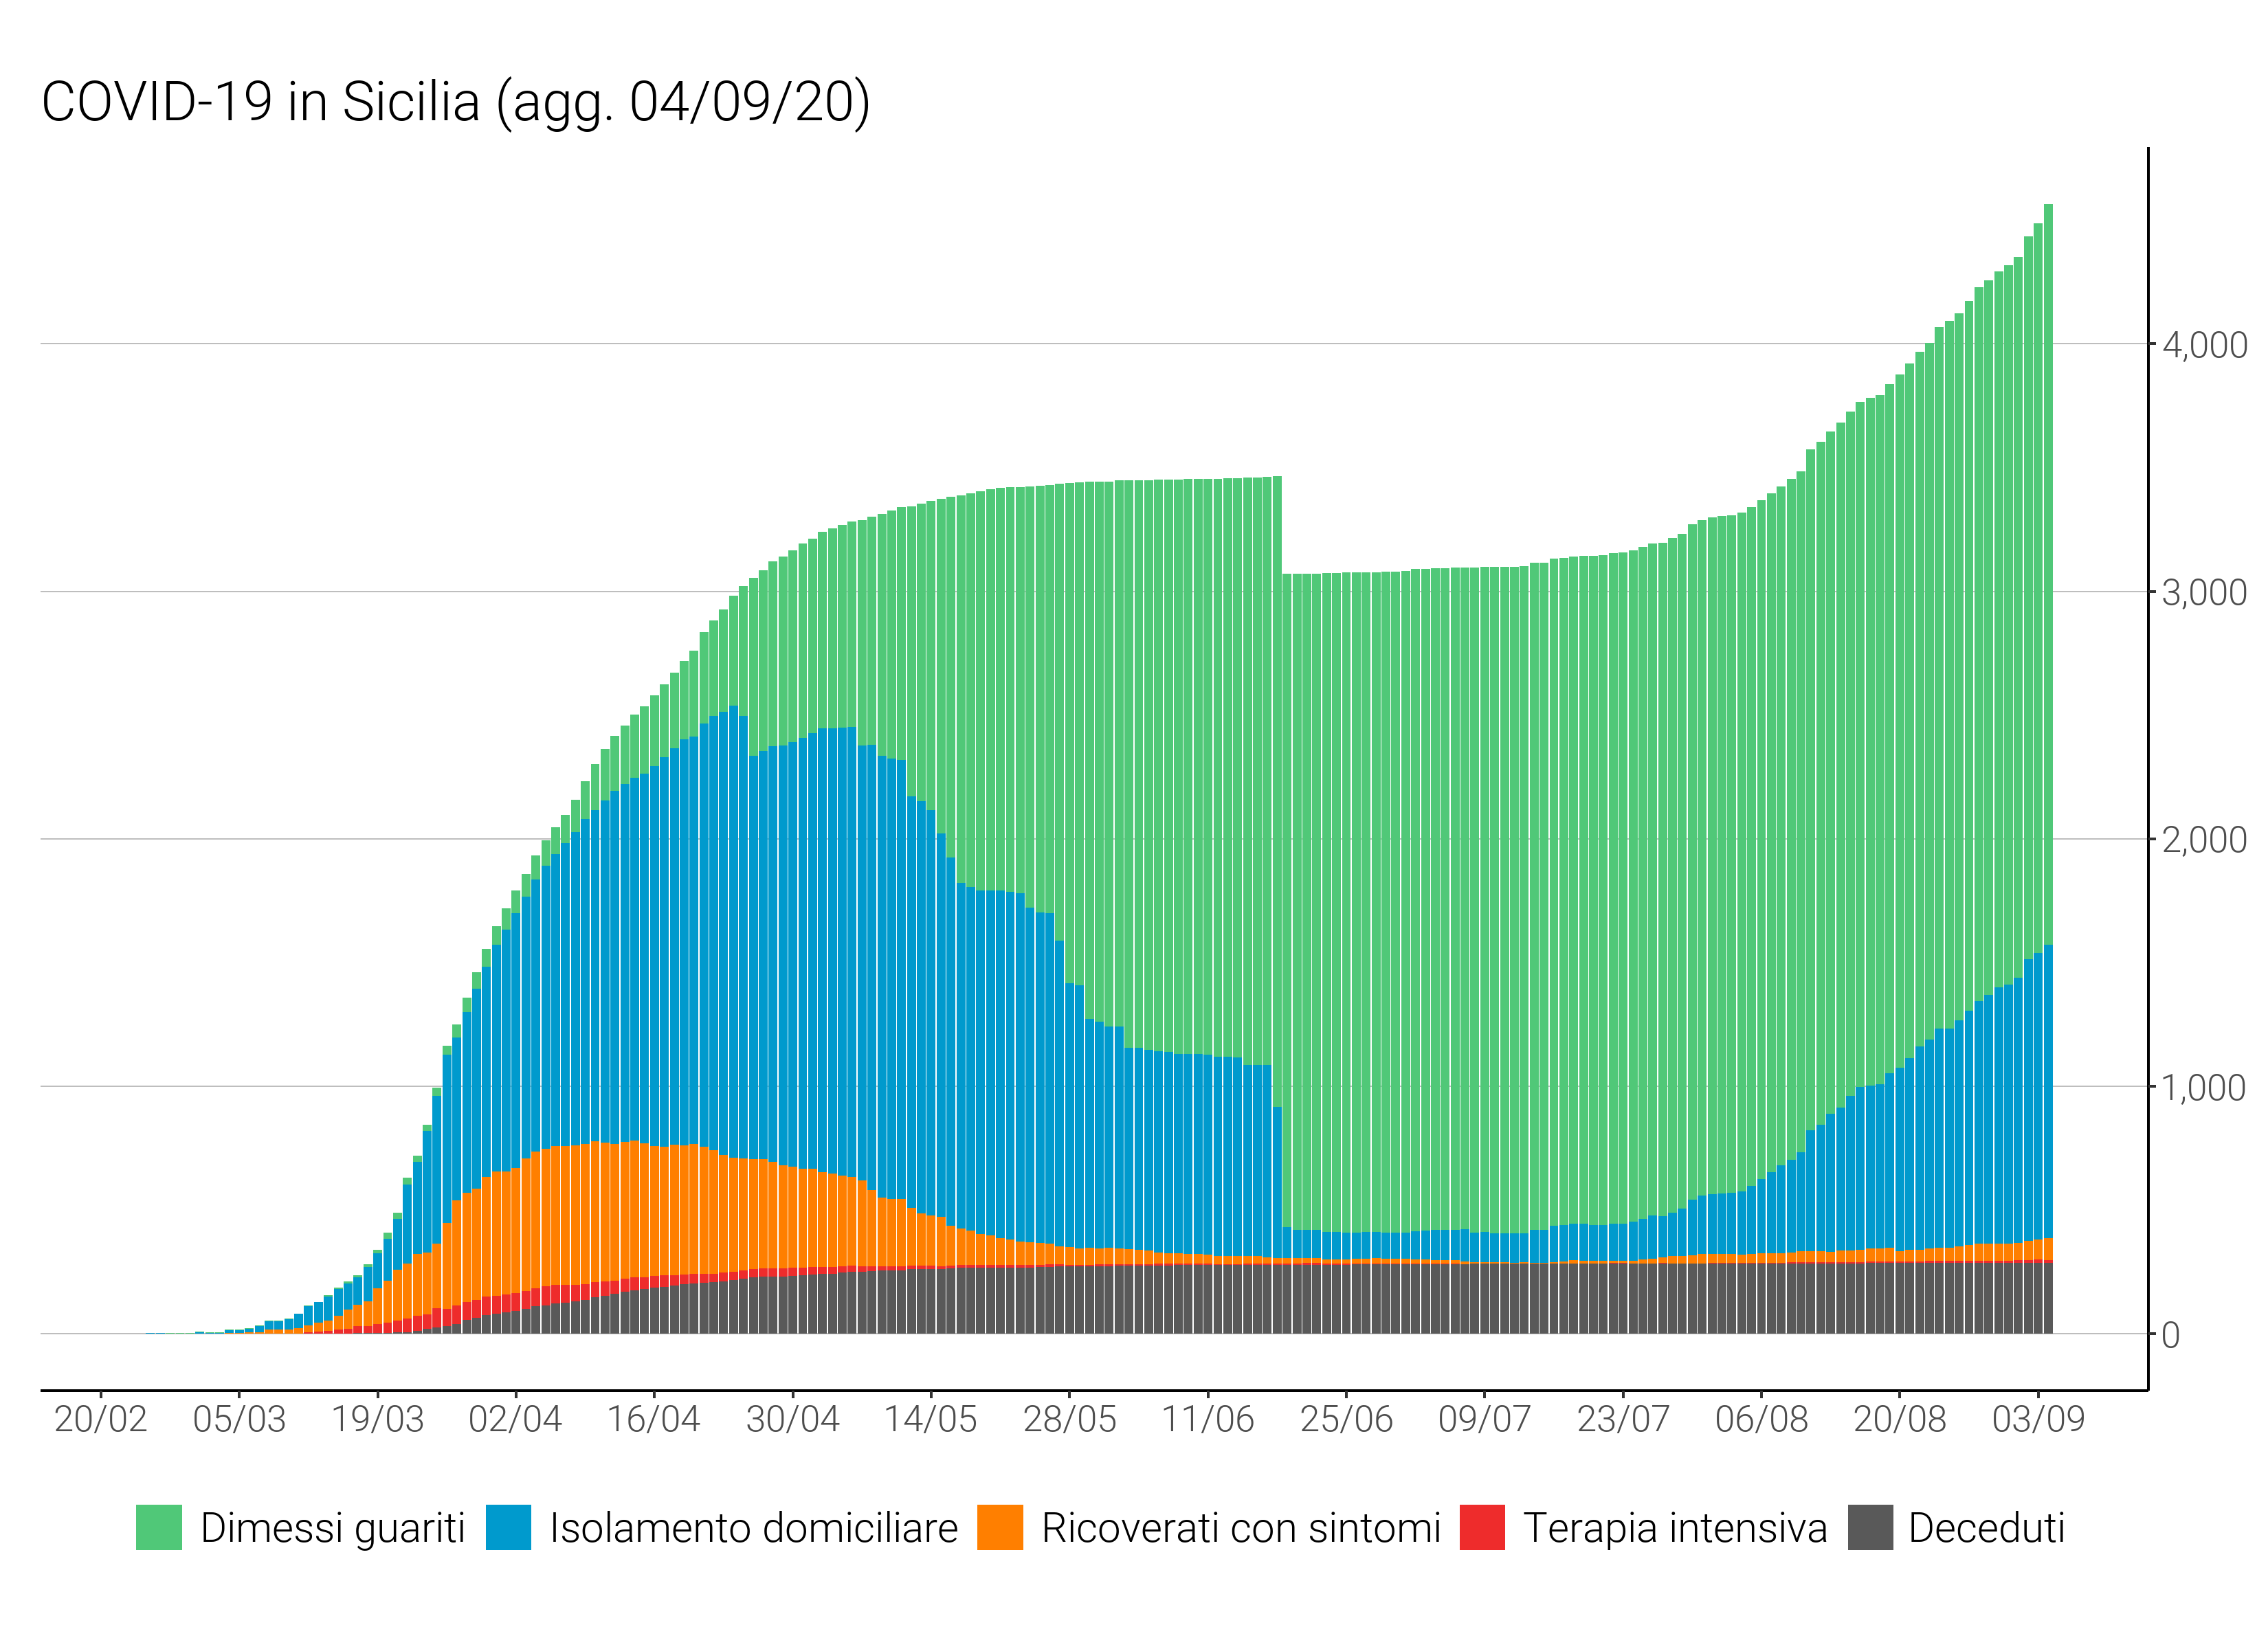 COVID-19 in Sicilia (agg. 04/09/20)
4,000
3,000
2,000
1,000
0
20/02 05/03 19/03 02/04 16/04 30/04 14/05 28/05 11/06 25/06 09/07 23/07 06/08 20/08 03/09
Dimessi guariti Isolamento domiciliare Ricoverati con sintomi Terapia intensiva Deceduti